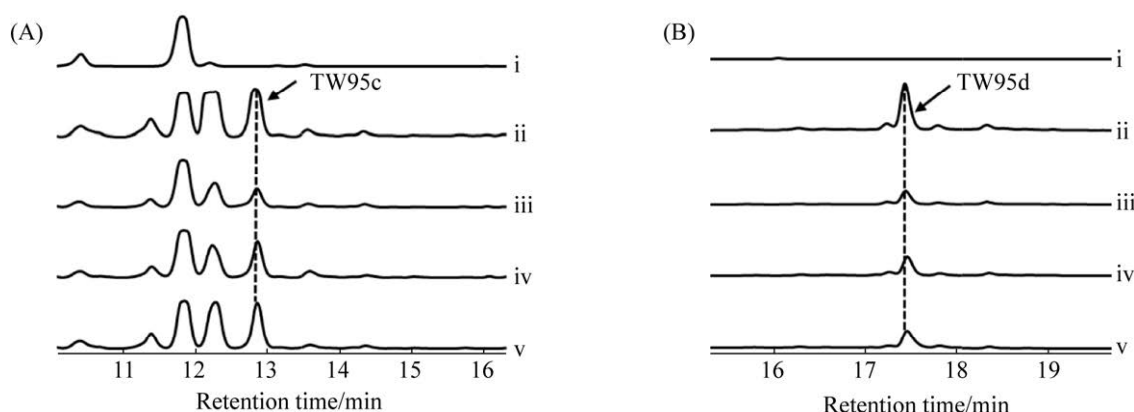 (A)
i
TW95c
ii
iii
iv
v
11 12 13 14 15 16
Retention time/min
(B)
i
TW95d
ii
iii
iv
v
16 17 18 19
Retention time/min